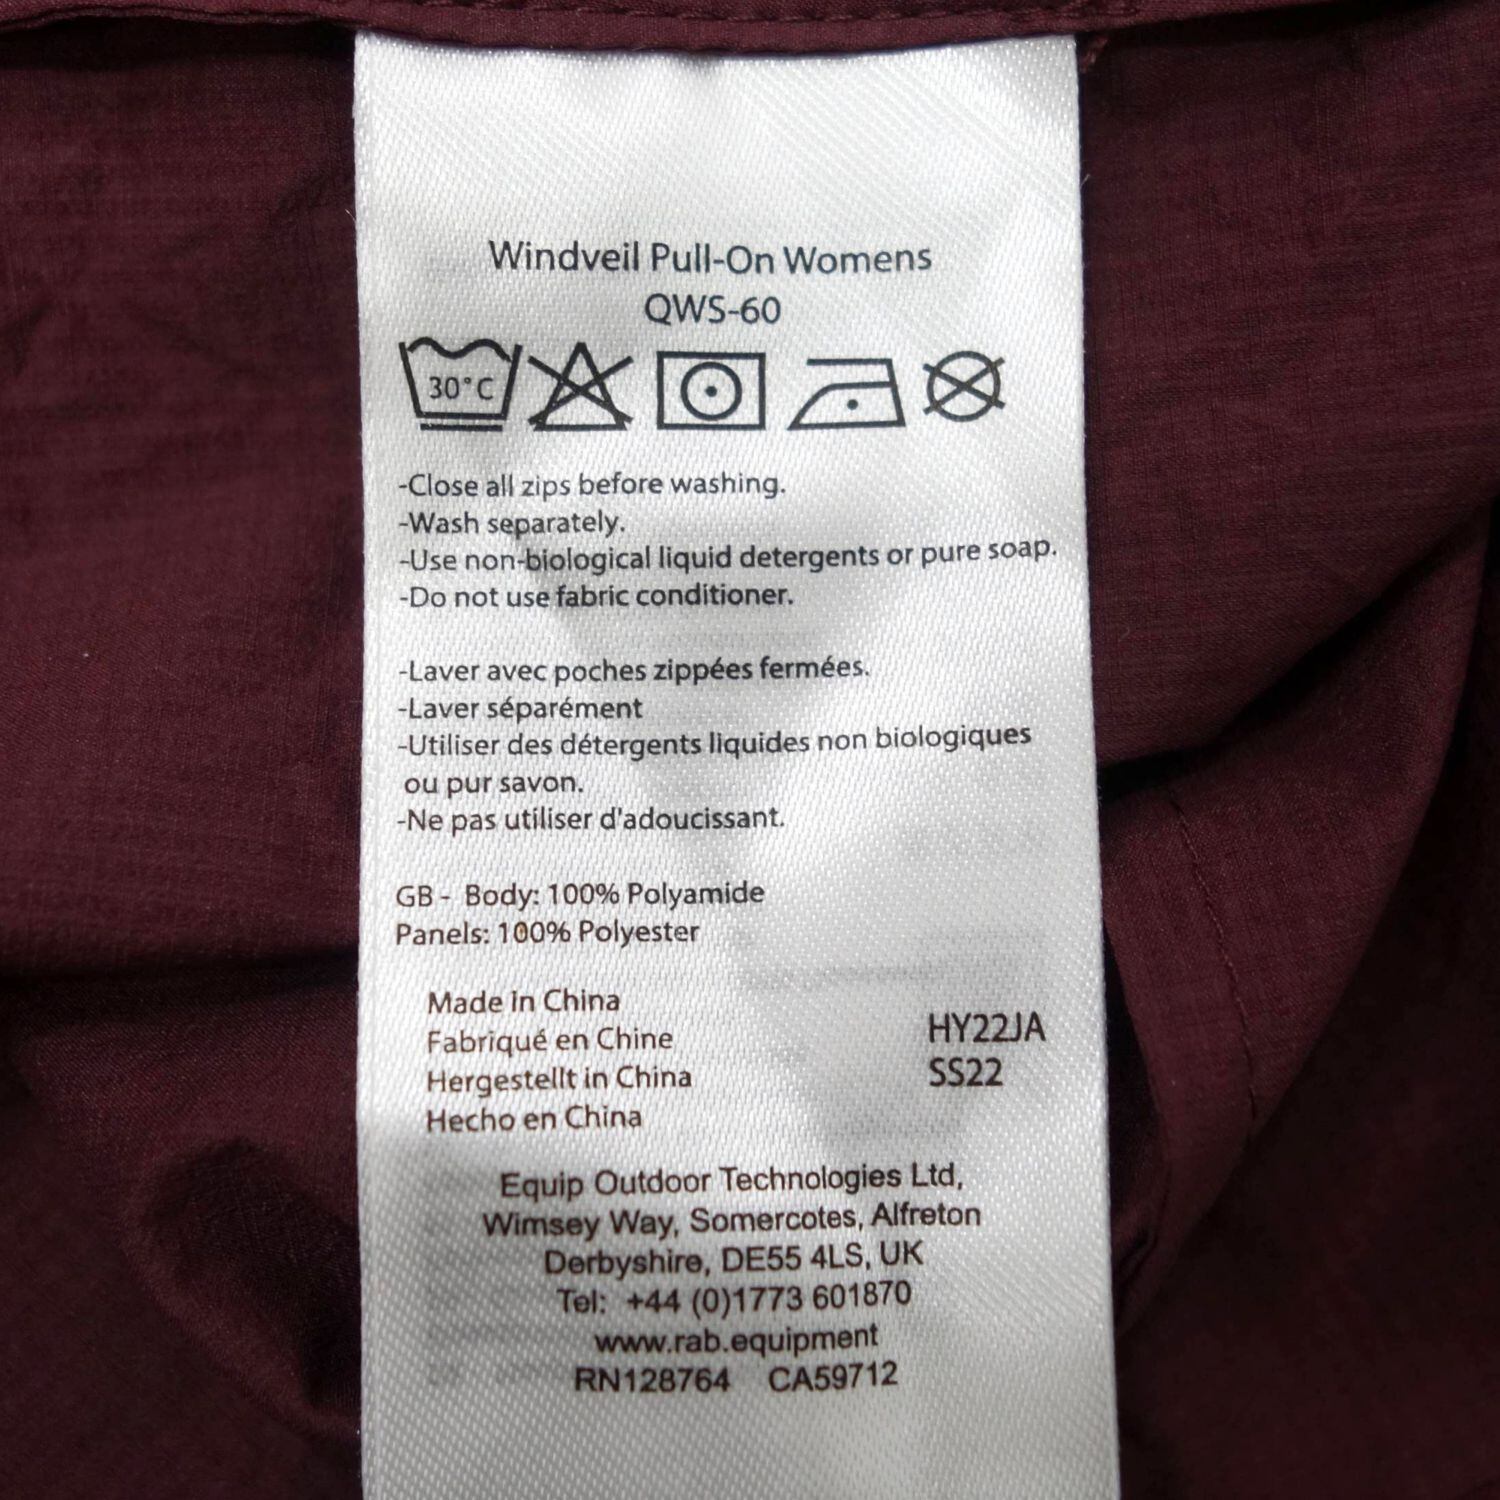 Windveil Pull-On Womens
QWS-60
30°C
-Close all zips before washing.
-Wash separately.
-Use non-biological liquid detergents or pure soap.
-Do not use fabric conditioner.
-Laver avec poches zippées fermées.
-Laver séparément
-Utiliser des détergents liquides non biologiques
ou pur savon.
-Ne pas utiliser d'adoucissant.
GB - Body: 100% Polyamide
Panels: 100% Polyester
Made in China
Fabriqué en Chine
Hergestellt in China
Hecho en China
HY22JA
SS22
Equip Outdoor Technologies Ltd,
Wimsey Way, Somercotes, Alfreton
Derbyshire, DE55 4LS, UK
Tel: +44 (0)1773 601870
www.rab.equipment
RN128764 CA59712